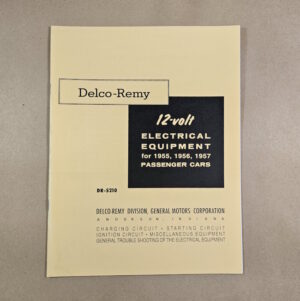 Delco-Remy
12-volt
ELECTRICAL
EQUIPMENT
for 1955, 1956, 1957
PASSENGER CARS
DR-5210
DELCO-REMY DIVISION, GENERAL MOTORS CORPORATION
ANDERSON, INDIANA
CHARGING CIRCUIT • STARTING CIRCUIT
IGNITION CIRCUIT • MISCELLANEOUS EQUIPMENT
GENERAL TROUBLE SHOOTING OF THE ELECTRICAL EQUIPMENT